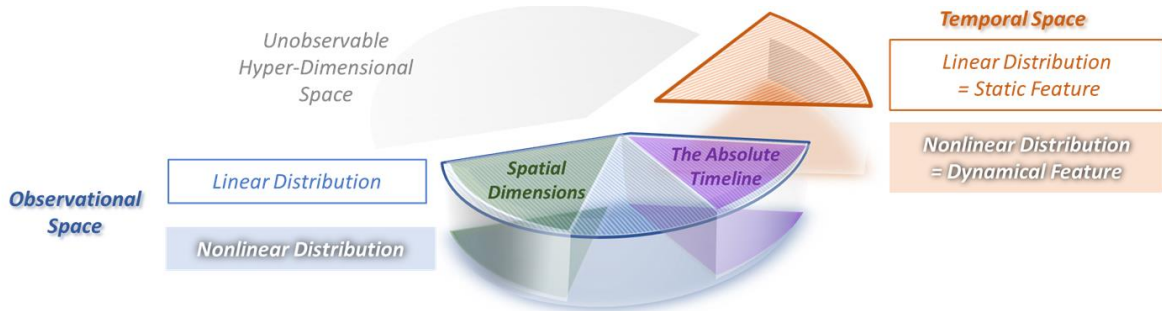 Unobservable
Hyper-Dimensional
Space
Temporal Space
Linear Distribution
= Static Feature
Nonlinear Distribution
= Dynamical Feature
Spatial
Dimensions
The Absolute
Timeline
Observational
Space
Linear Distribution
Nonlinear Distribution